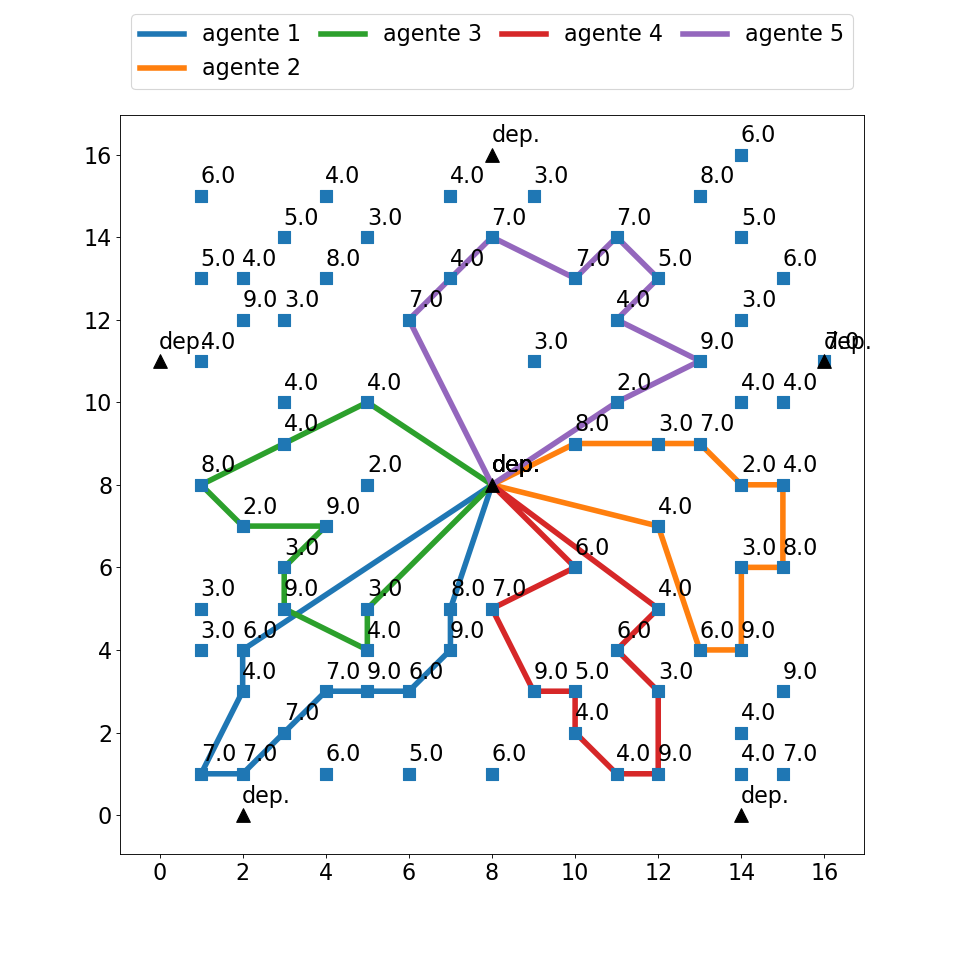 agente 1 agente 3 agente 4 agente 5
agente 2
dep. 6.0
16
6.0 4.0 4.0 3.0 8.0
5.0 3.0 7.0 7.0 5.0
14
5.0 4.0 8.0 4.0 7.0 5.0 6.0
9.0 3.0 7.0 4.0 3.0
12
dep. 4.0 3.0 9.0 7.0 dep.
4.0 4.0 2.0 4.0 4.0
10
4.0 8.0 3.0 7.0
8.0 2.0 dep. 2.0 4.0
8
2.0 9.0 4.0
3.0 6.0 3.0 8.0
6
3.0 9.0 3.0 8.0 7.0 4.0
3.0 6.0 4.0 9.0 6.0 6.0 9.0
4
4.0 7.0 9.0 6.0 9.0 5.0 3.0 9.0
7.0 4.0 4.0
2
7.0 7.0 6.0 5.0 6.0 4.0 9.0 4.0 7.0
dep. dep.
0
0 2 4 6 8 10 12 14 16